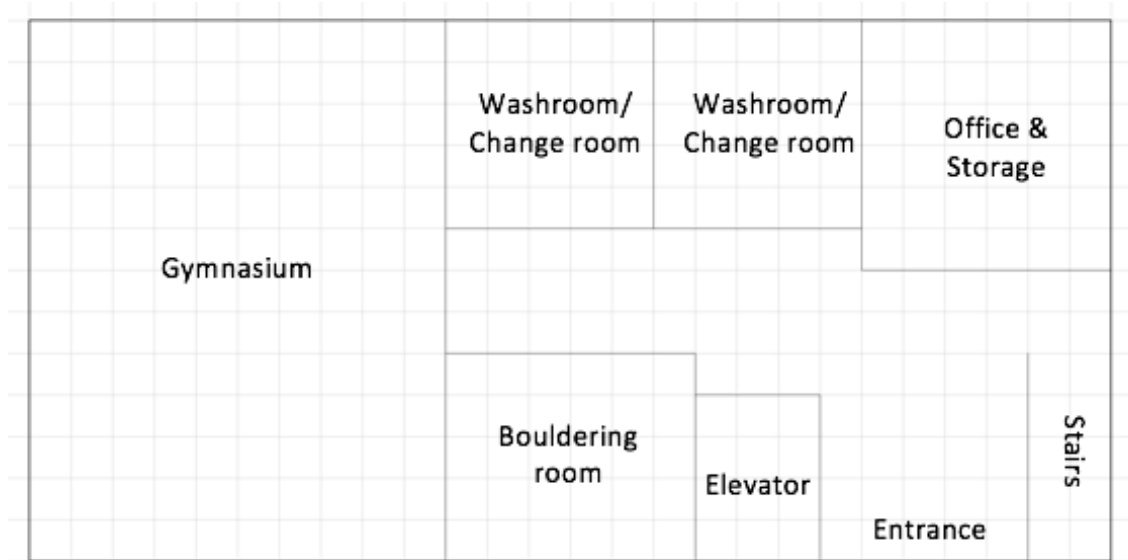 Washroom/
Change room
Washroom/
Change room
Office &
Storage
Gymnasium
Bouldering
room
Elevator
Stairs
Entrance